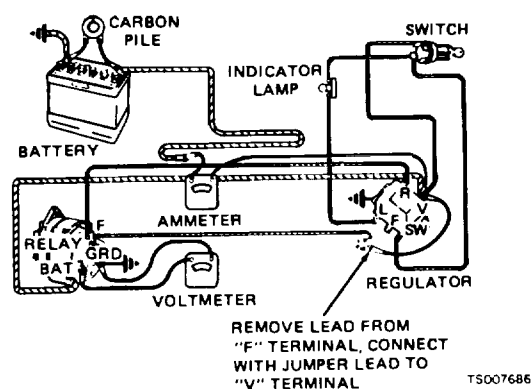 CARBON
PILE
SWITCH
INDICATOR
LAMP
BATTERY
R
L
V
F
A
SW
AMMETER
F
RELAY
GRD
BAT
REGULATOR
VOLTMETER
REMOVE LEAD FROM
"F" TERMINAL, CONNECT
WITH JUMPER LEAD TO
"V" TERMINAL